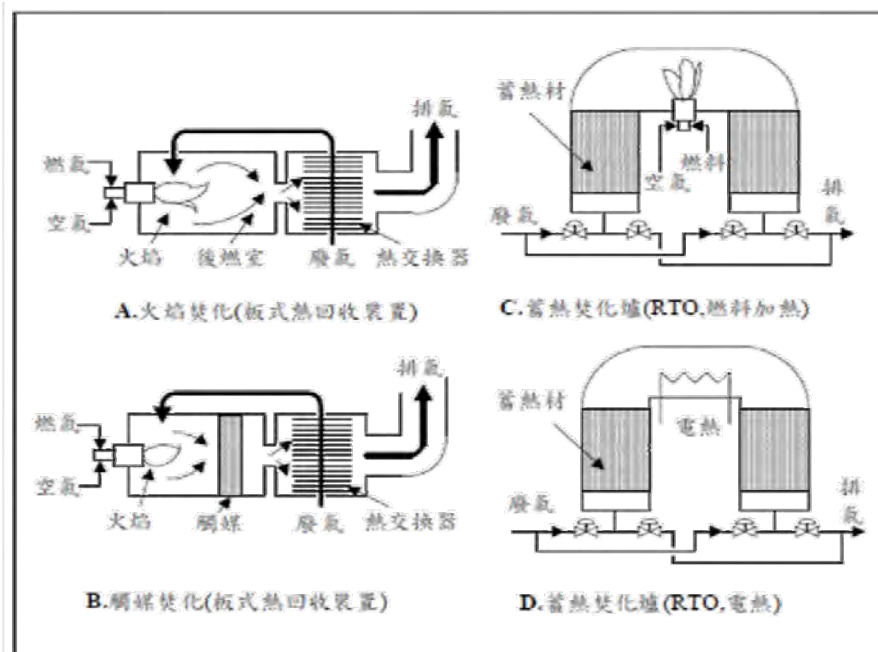 排氣
燃氣
空氣
火焰
後燃室
廢氣
熱交換器
A.火焰焚化(板式熱回收裝置)
蓄熱材
空氣
燃料
廢氣
排氣
C.蓄熱焚化爐(RTO,燃料加熱)
排氣
燃氣
空氣
火焰
觸媒
廢氣
熱交換器
B.觸媒焚化(板式熱回收裝置)
蓄熱材
電熱
廢氣
排氣
D.蓄熱焚化爐(RTO,電熱)